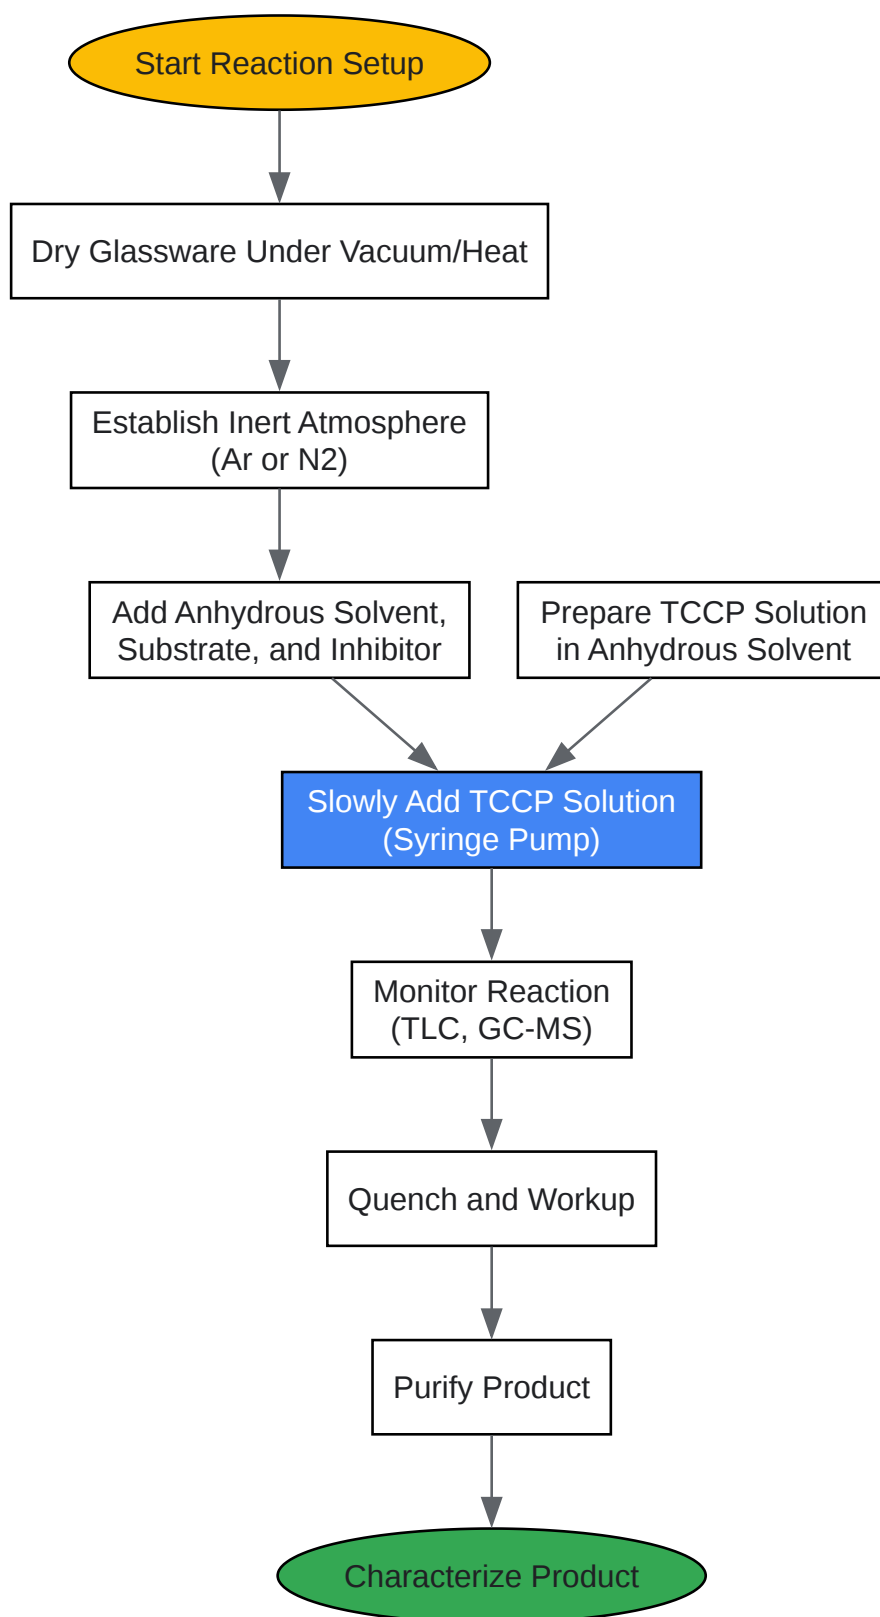 Start Reaction Setup
Dry Glassware Under Vacuum/Heat
Establish Inert Atmosphere
(Ar or N2)
Add Anhydrous Solvent,
Substrate, and Inhibitor
Prepare TCCP Solution
in Anhydrous Solvent
Slowly Add TCCP Solution
(Syringe Pump)
Monitor Reaction
(TLC, GC-MS)
Quench and Workup
Purify Product
Characterize Product